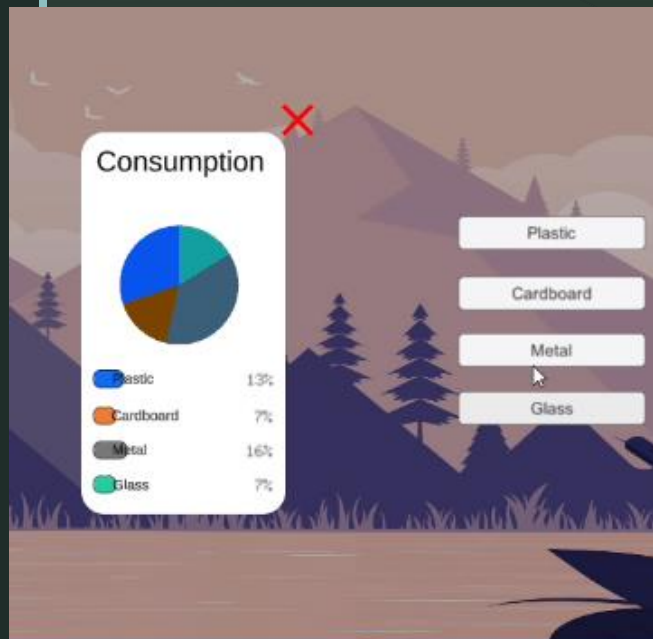 Consumption
Plastic 13%
Cardboard 7%
Metal 16%
Glass 7%
Plastic
Cardboard
Metal
Glass